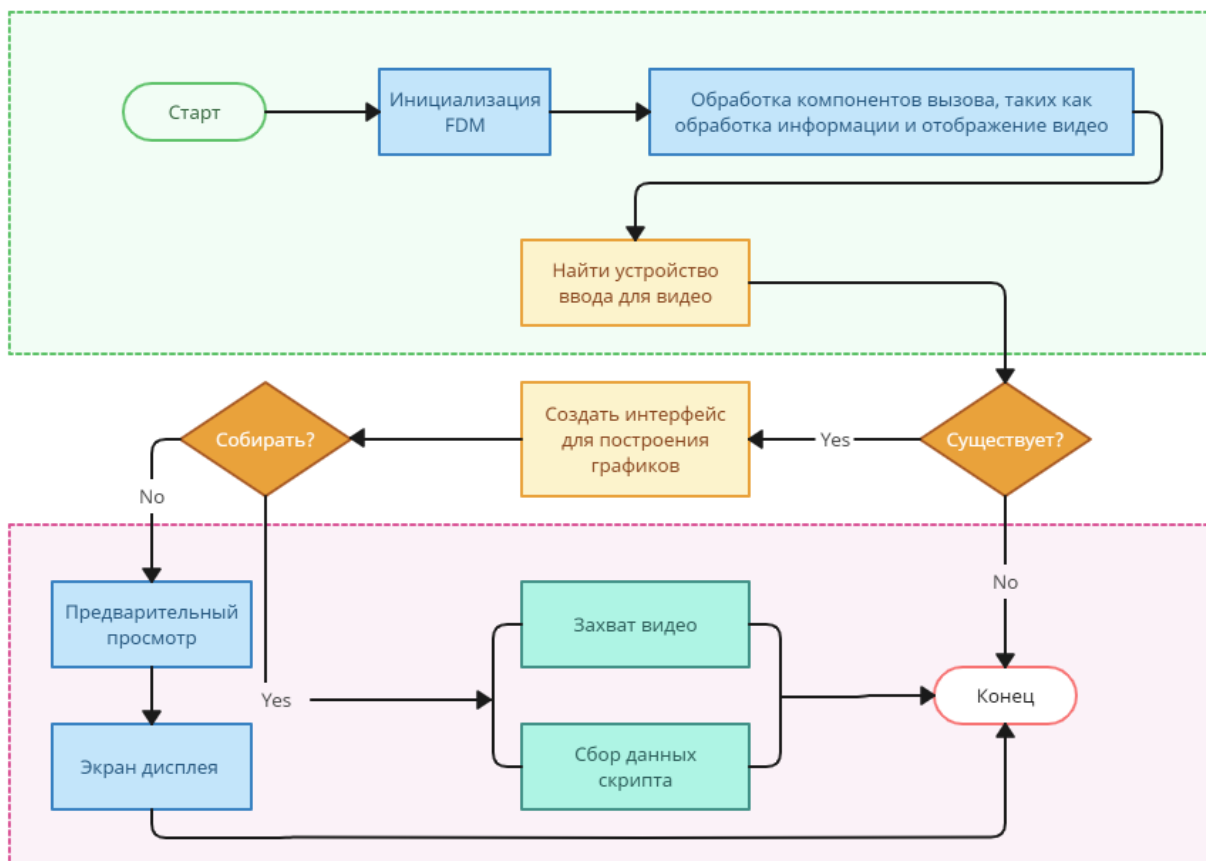 Старт
Инициализация
FDM
Обработка компонентов вызова, таких как
обработка информации и отображение видео
Найти устройство
ввода для видео
Собирать?
Создать интерфейс
для построения
графиков
Yes
Существует?
No
No
Предварительный
просмотр
Захват видео
Yes
Конец
Экран дисплея
Сбор данных
скрипта